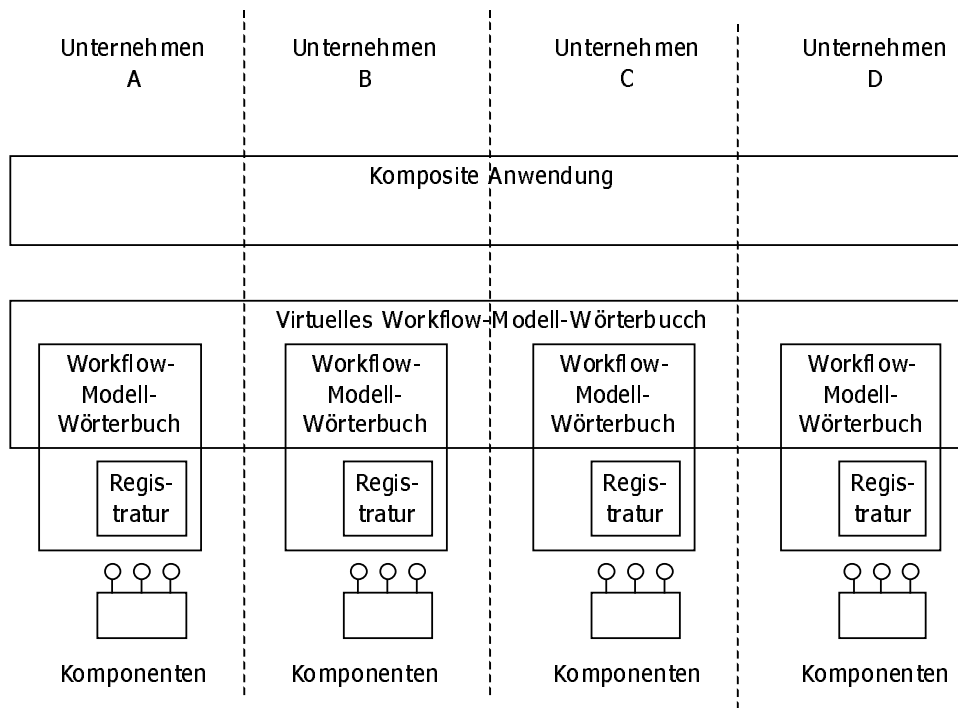 Unternehmen
A
Unternehmen
B
Unternehmen
C
Unternehmen
D
Komposite Anwendung
Virtuelles Workflow-Modell-Wörterbucch
Workflow-
Modell-
Wörterbuch
Workflow-
Modell-
Wörterbuch
Workflow-
Modell-
Wörterbuch
Workflow-
Modell-
Wörterbuch
Regis-
tratur
Regis-
tratur
Regis-
tratur
Regis-
tratur
Komponenten
Komponenten
Komponenten
Komponenten